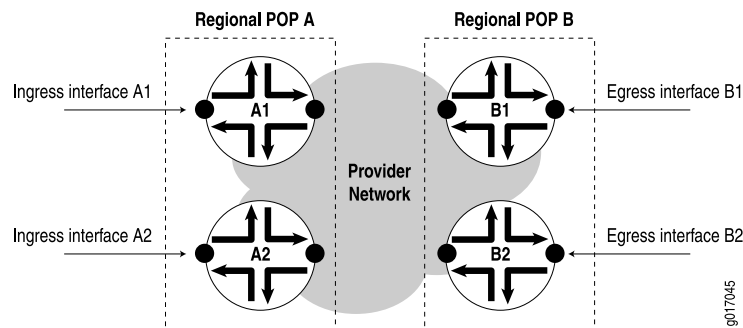 Regional POP A
Regional POP B
Ingress interface A1
A1
B1
Egress interface B1
Provider
Network
Ingress interface A2
A2
B2
Egress interface B2
g017045